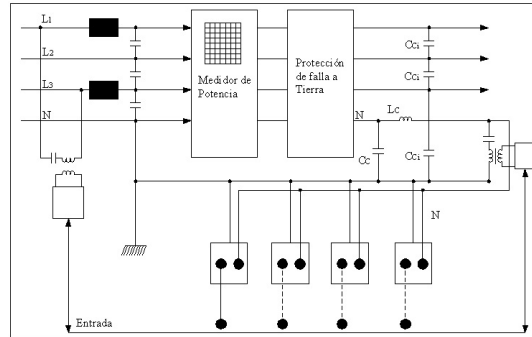 L1
L2
L3
N
Medidor de
Potencia
Protección
de falla a
Tierra
N
Cci
Cci
Lc
Cc
Cci
N
Entrada